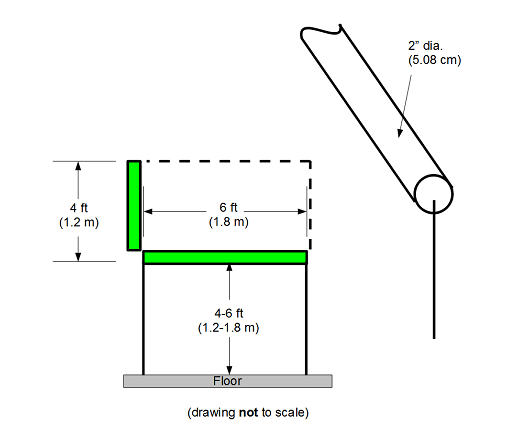 2” dia.
(5.08 cm)
4 ft
(1.2 m)
6 ft
(1.8 m)
4-6 ft
(1.2-1.8 m)
Floor
(drawing not to scale)